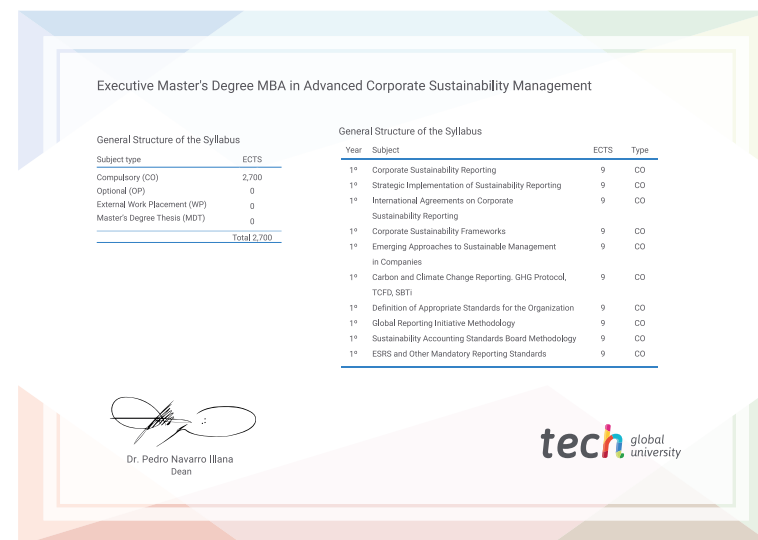 Executive Master's Degree MBA in Advanced Corporate Sustainability Management
General Structure of the Syllabus
Subject type ECTS
Compulsory (CO) 2,700
Optional (OP) 0
External Work Placement (WP) 0
Master's Degree Thesis (MDT) 0
Total 2,700
General Structure of the Syllabus
Year Subject ECTS Type
1º Corporate Sustainability Reporting 9 CO
1º Strategic Implementation of Sustainability Reporting 9 CO
1º International Agreements on Corporate 9 CO
Sustainability Reporting
1º Corporate Sustainability Frameworks 9 CO
1º Emerging Approaches to Sustainable Management 9 CO
in Companies
1º Carbon and Climate Change Reporting. GHG Protocol, 9 CO
TCFD, SBTi
1º Definition of Appropriate Standards for the Organization 9 CO
1º Global Reporting Initiative Methodology 9 CO
1º Sustainability Accounting Standards Board Methodology 9 CO
1º ESRS and Other Mandatory Reporting Standards 9 CO
Dr. Pedro Navarro Illana
Dean
tech global
university